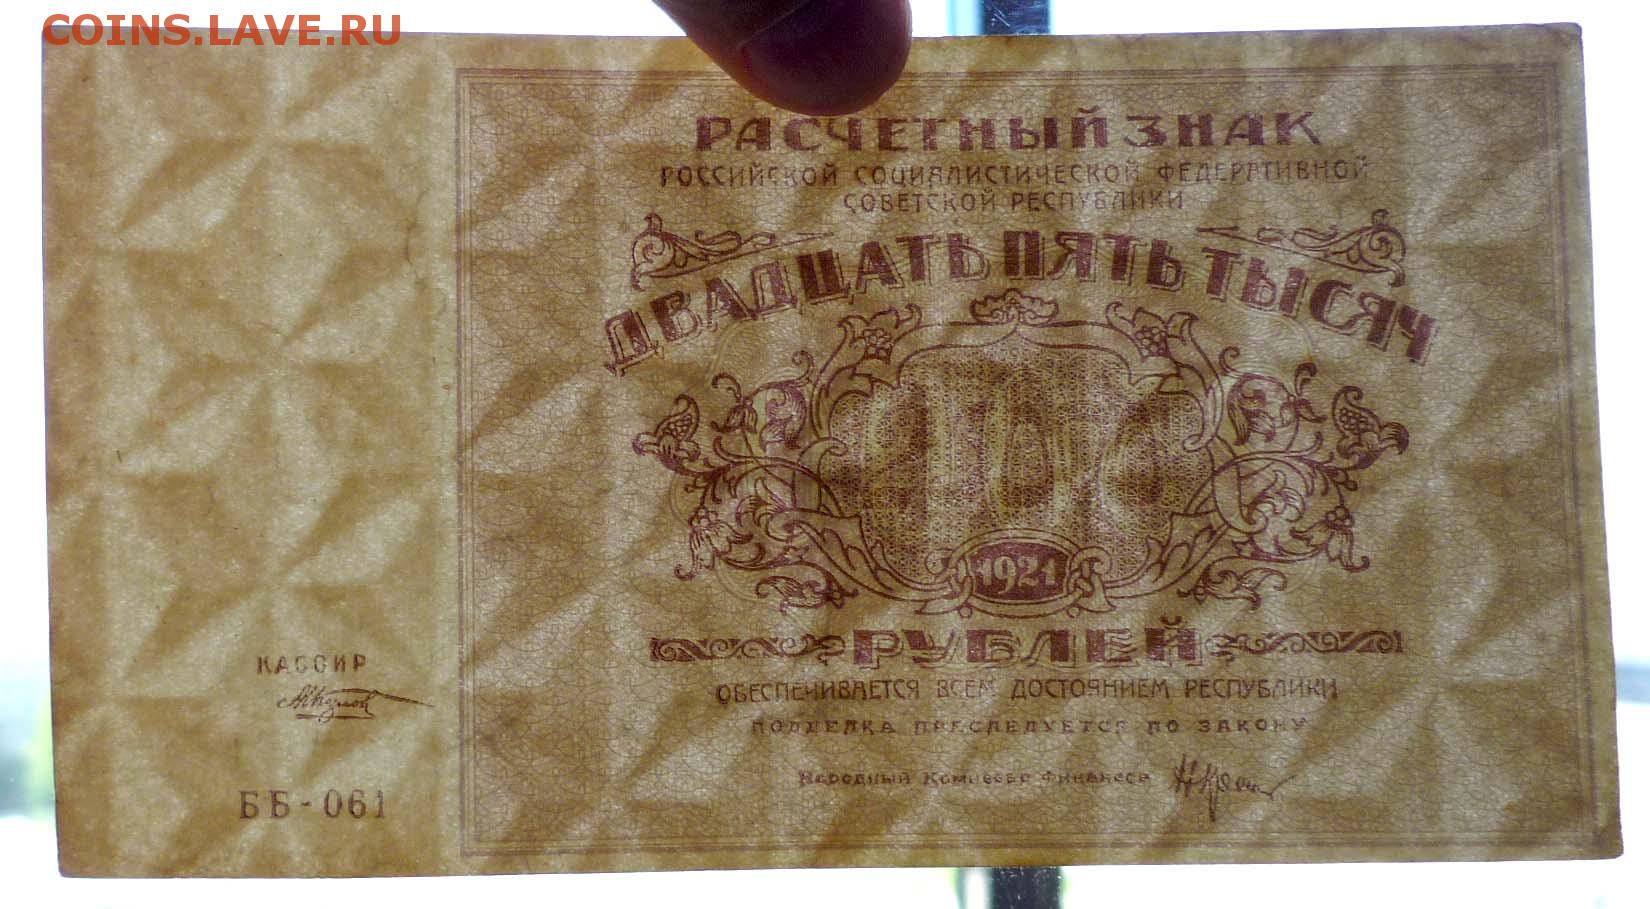 COINS.LAVE.RU
РАСЧЕТНЫЙ ЗНАК
РОССИЙСКОЙ СОЦИАЛИСТИЧЕСКОЙ ФЕДЕРАТИВНОЙ
СОВЕТСКОЙ РЕСПУБЛИКИ
ДВАДЦАТЬ ПЯТЬ ТЫСЯЧ
1921
РУБЛЕЙ
ОБЕСПЕЧИВАЕТСЯ ВСЕМ ДОСТОЯНИЕМ РЕСПУБЛИКИ
ПОДДЕЛКА ПРЕСЛЕДУЕТСЯ ПО ЗАКОНУ
Народный Комиссар Финансов
КАССИР
ББ-061